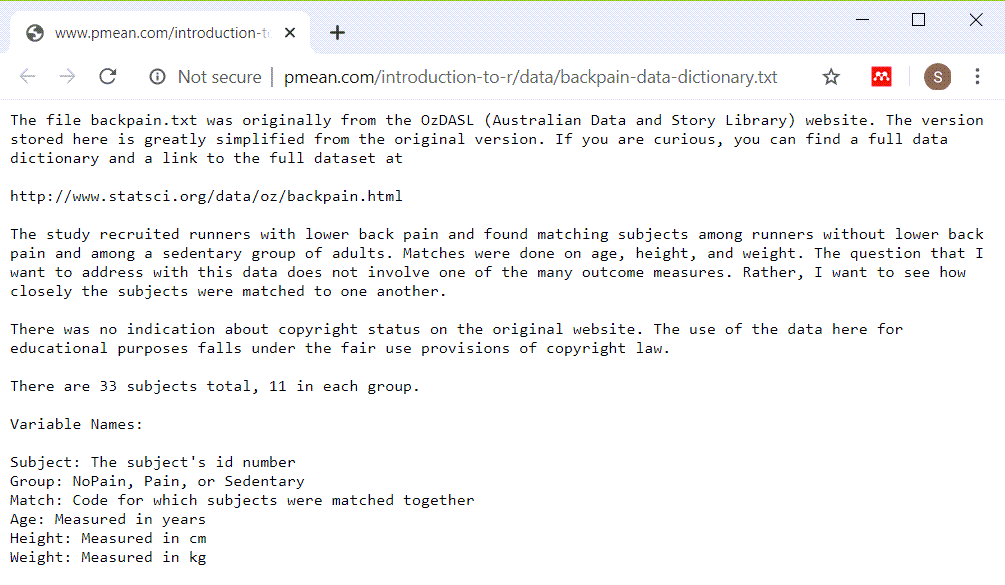 www.pmean.com/introduction-to
Not secure | pmean.com/introduction-to-r/data/backpain-data-dictionary.txt
S
The file backpain.txt was originally from the OzDASL (Australian Data and Story Library) website. The version
stored here is greatly simplified from the original version. If you are curious, you can find a full data
dictionary and a link to the full dataset at
http://www.statsci.org/data/oz/backpain.html
The study recruited runners with lower back pain and found matching subjects among runners without lower back
pain and among a sedentary group of adults. Matches were done on age, height, and weight. The question that I
want to address with this data does not involve one of the many outcome measures. Rather, I want to see how
closely the subjects were matched to one another.
There was no indication about copyright status on the original website. The use of the data here for
educational purposes falls under the fair use provisions of copyright law.
There are 33 subjects total, 11 in each group.
Variable Names:
Subject: The subject's id number
Group: NoPain, Pain, or Sedentary
Match: Code for which subjects were matched together
Age: Measured in years
Height: Measured in cm
Weight: Measured in kg